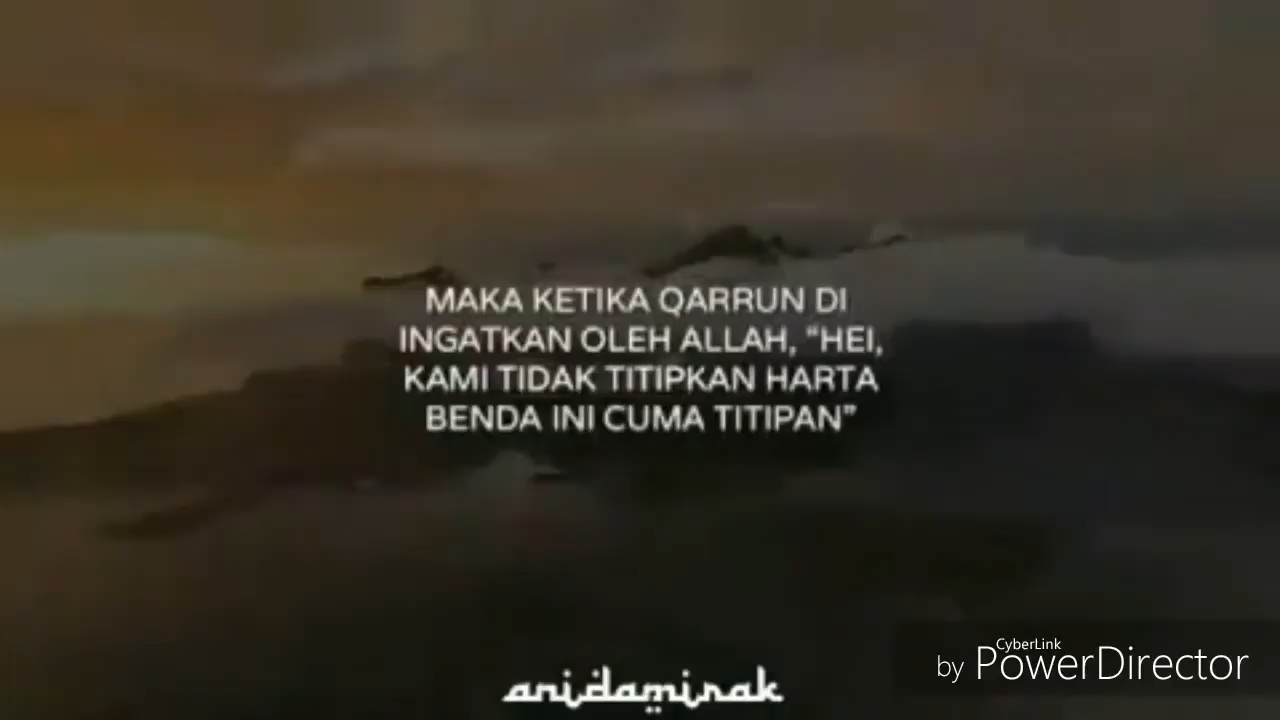 MAKA KETIKA QARRUN DI
INGATKAN OLEH ALLAH, “HEI,
KAMI TIDAK TITIPKAN HARTA
BENDA INI CUMA TITIPAN”
CyberLink
by PowerDirector
anidamirak